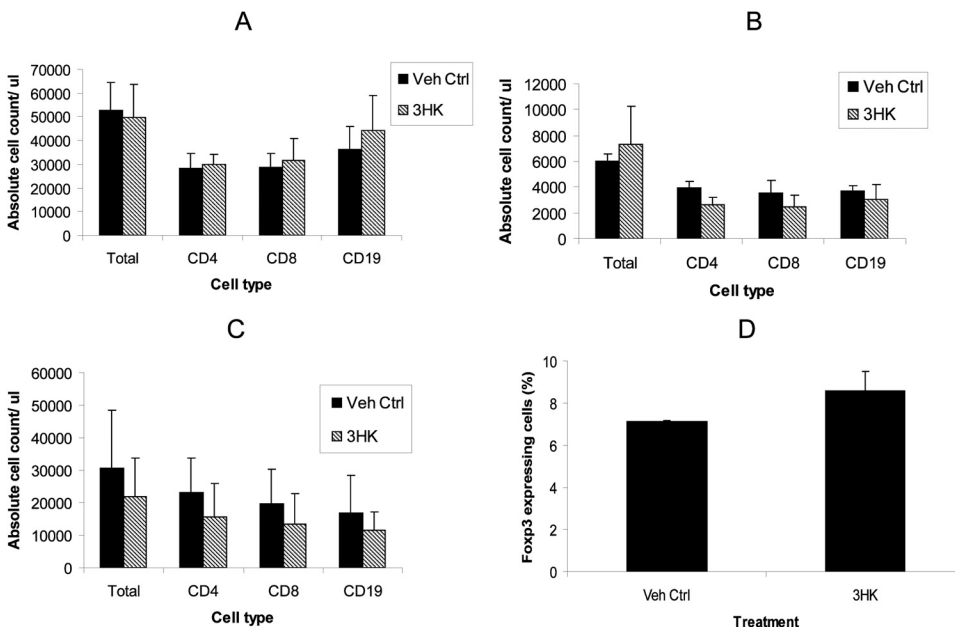 A
Absolute cell count/ ul
70000
60000
50000
40000
30000
20000
10000
0
Total CD4 CD8 CD19
Cell type
Veh Ctrl
3HK
B
Absolute cell count/ ul
12000
10000
8000
6000
4000
2000
0
Total CD4 CD8 CD19
Cell type
Veh Ctrl
3HK
C
Absolute cell count/ ul
60000
50000
40000
30000
20000
10000
0
Total CD4 CD8 CD19
Cell type
Veh Ctrl
3HK
D
Foxp3 expressing cells (%)
10
8
6
4
2
0
Veh Ctrl 3HK
Treatment